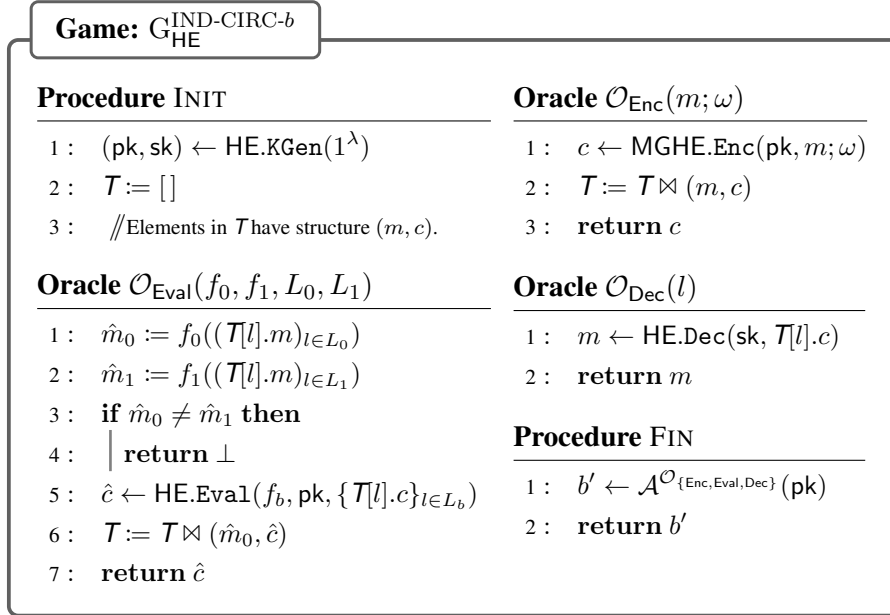 Game: G_HE^IND-CIRC-b
Procedure INIT
1 : (pk, sk) ← HE.KGen(1^λ)
2 : T := [ ]
3 : //Elements in T have structure (m, c).
Oracle O_Eval(f_0, f_1, L_0, L_1)
1 : m̂_0 := f_0((T[l].m)_{l∈L_0})
2 : m̂_1 := f_1((T[l].m)_{l∈L_1})
3 : if m̂_0 ≠ m̂_1 then
4 : return ⊥
5 : ĉ ← HE.Eval(f_b, pk, {T[l].c}_{l∈L_b})
6 : T := T ⋈ (m̂_0, ĉ)
7 : return ĉ
Oracle O_Enc(m; ω)
1 : c ← MGHE.Enc(pk, m; ω)
2 : T := T ⋈ (m, c)
3 : return c
Oracle O_Dec(l)
1 : m ← HE.Dec(sk, T[l].c)
2 : return m
Procedure FIN
1 : b′ ← A^{O_{Enc,Eval,Dec}}(pk)
2 : return b′